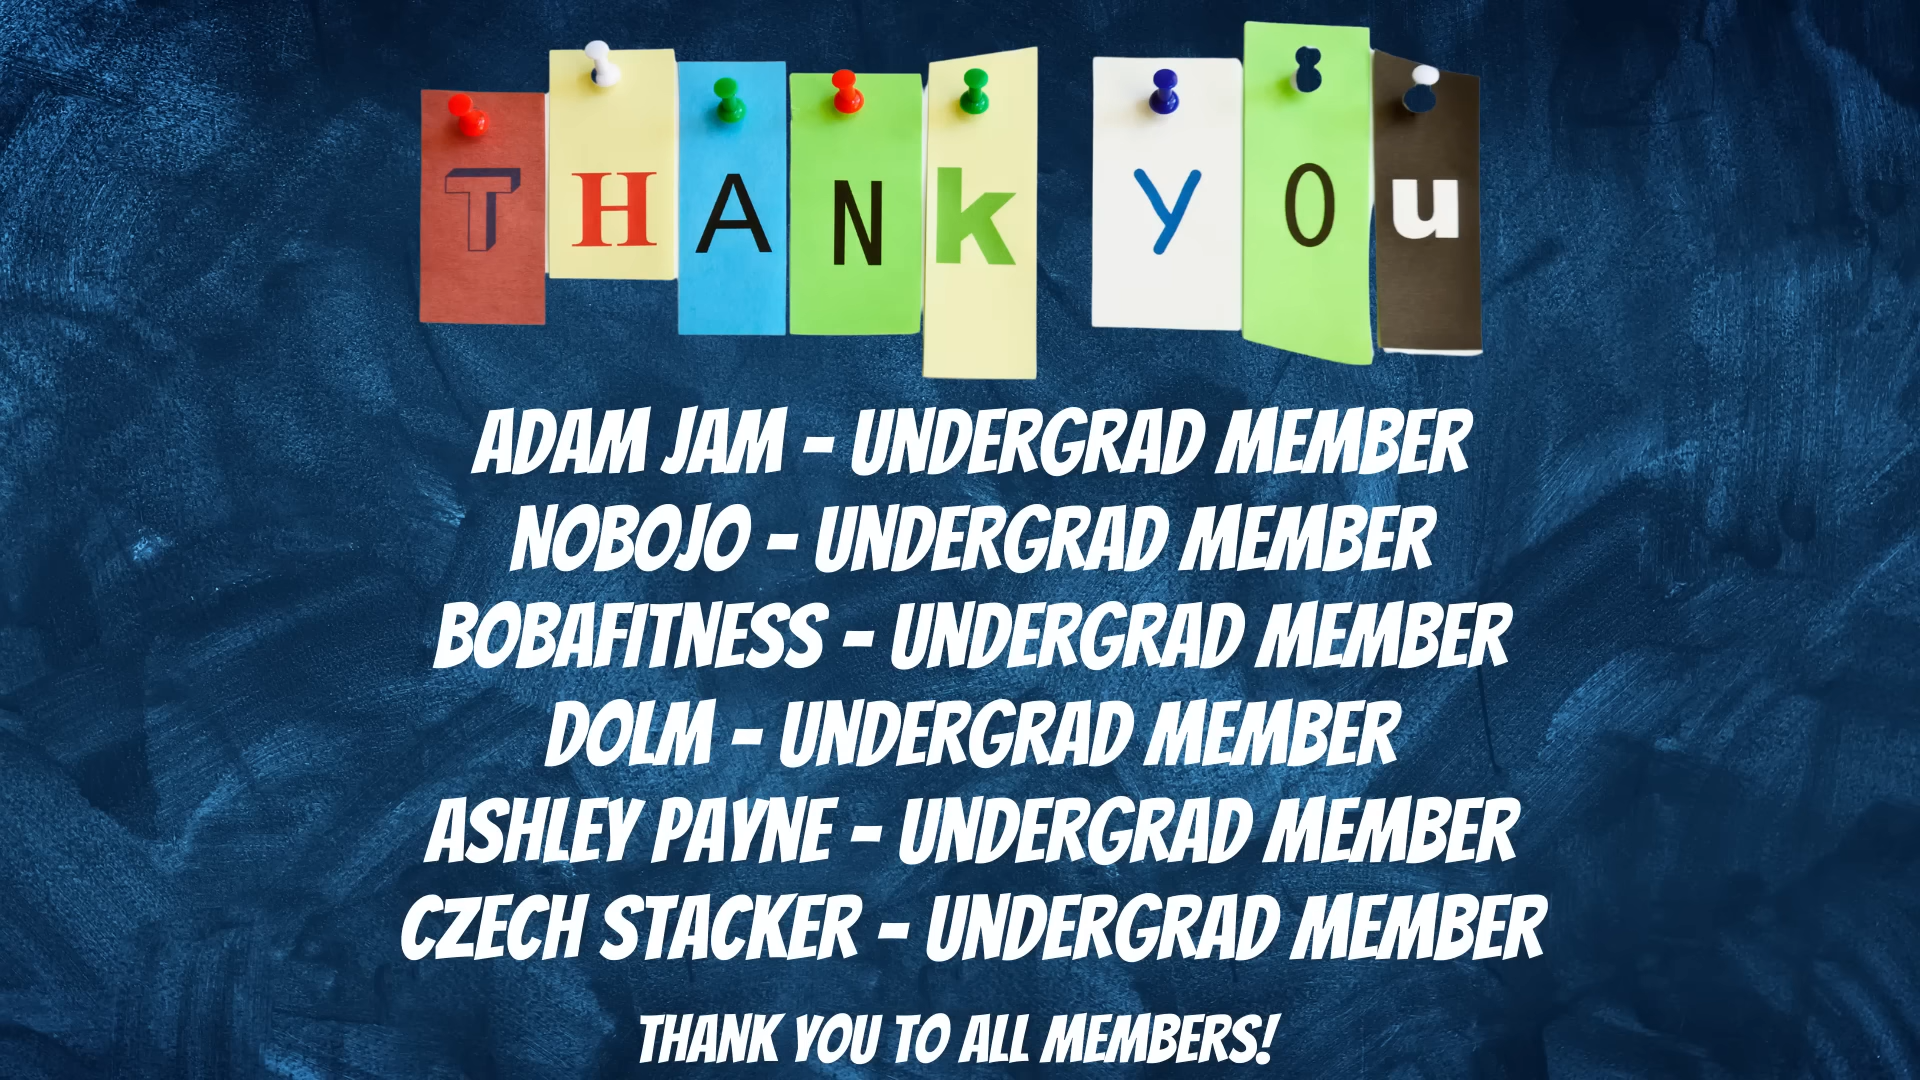 THANk YOu
ADAM JAM - UNDERGRAD MEMBER
NOBOJO - UNDERGRAD MEMBER
BOBAFITNESS - UNDERGRAD MEMBER
DOLM - UNDERGRAD MEMBER
ASHLEY PAYNE - UNDERGRAD MEMBER
CZECH STACKER - UNDERGRAD MEMBER
THANK YOU TO ALL MEMBERS!